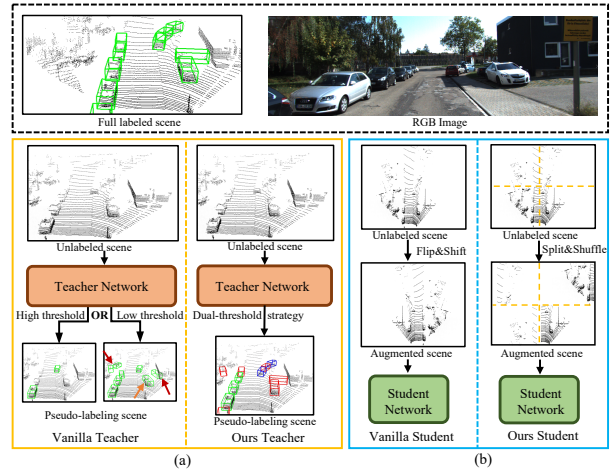 Full labeled scene
RGB Image
Unlabeled scene
Unlabeled scene
Teacher Network
Teacher Network
High threshold OR Low threshold
Dual-threshold strategy
Pseudo-labeling scene
Pseudo-labeling scene
Vanilla Teacher
Ours Teacher
(a)
Unlabeled scene
Unlabeled scene
Flip&Shift
Split&Shuffle
Augmented scene
Augmented scene
Student
Network
Student
Network
Vanilla Student
Ours Student
(b)